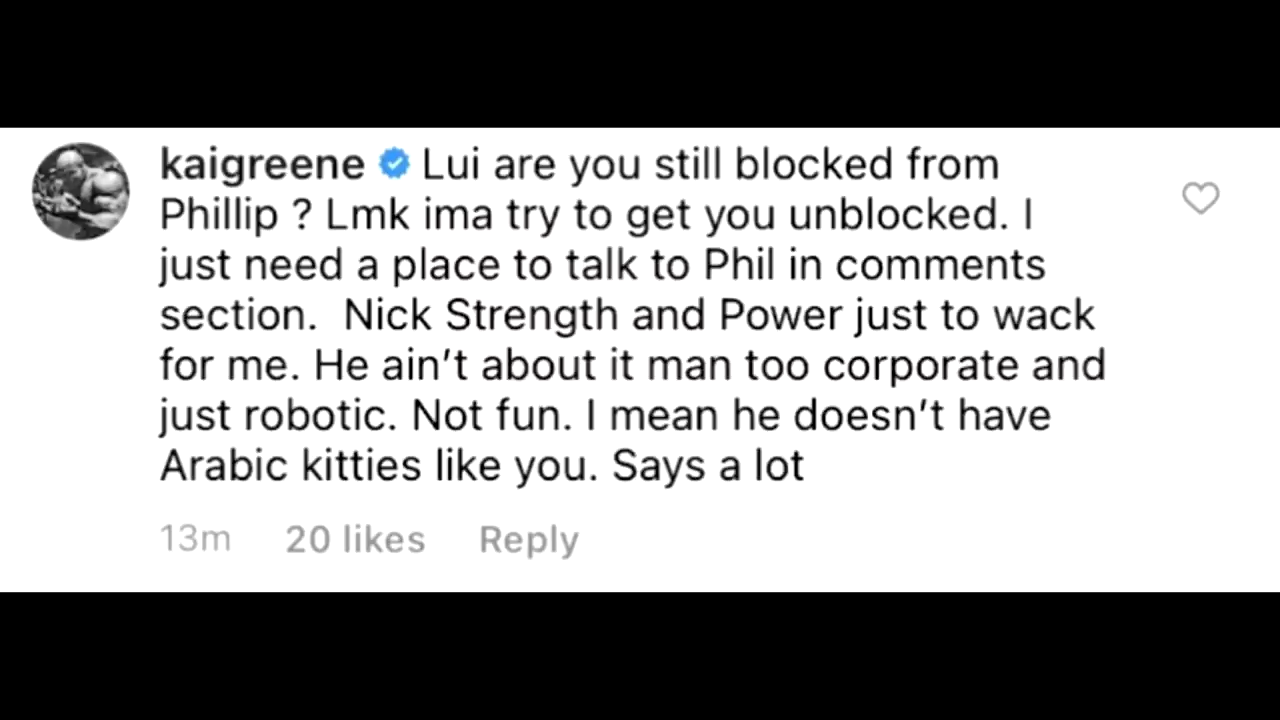 kaigreene Lui are you still blocked from
Phillip ? Lmk ima try to get you unblocked. I
just need a place to talk to Phil in comments
section.  Nick Strength and Power just to wack
for me. He ain’t about it man too corporate and
just robotic. Not fun. I mean he doesn’t have
Arabic kitties like you. Says a lot
13m 20 likes Reply